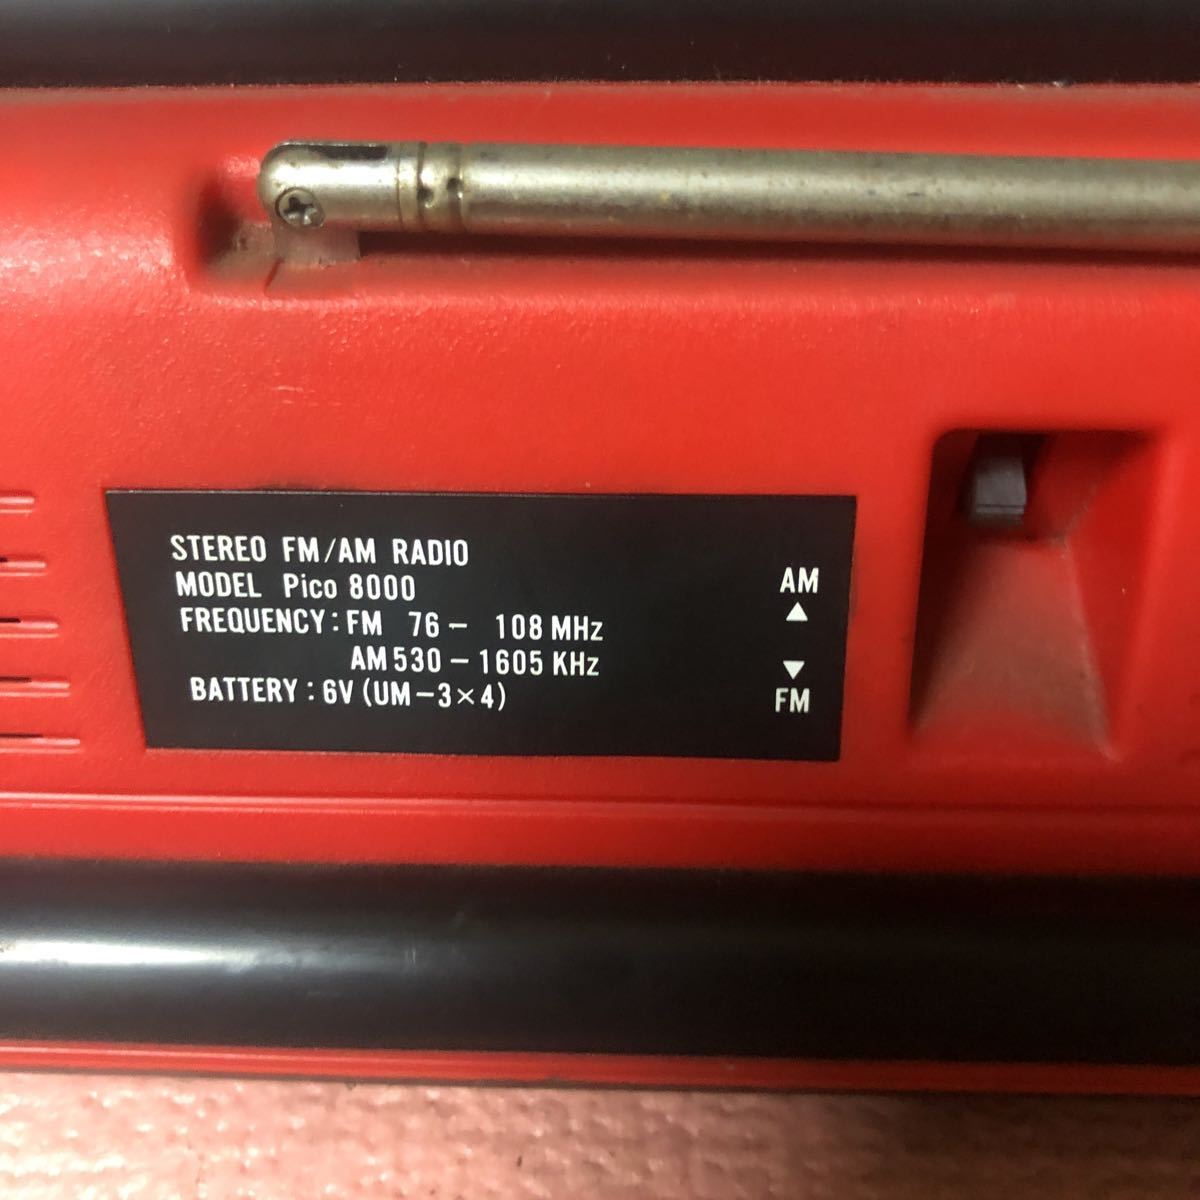 STEREO FM/AM RADIO
MODEL Pico 8000
FREQUENCY: FM 76 - 108 MHz
AM 530 - 1605 KHz
BATTERY: 6V (UM-3×4)
AM
▲
▼
FM